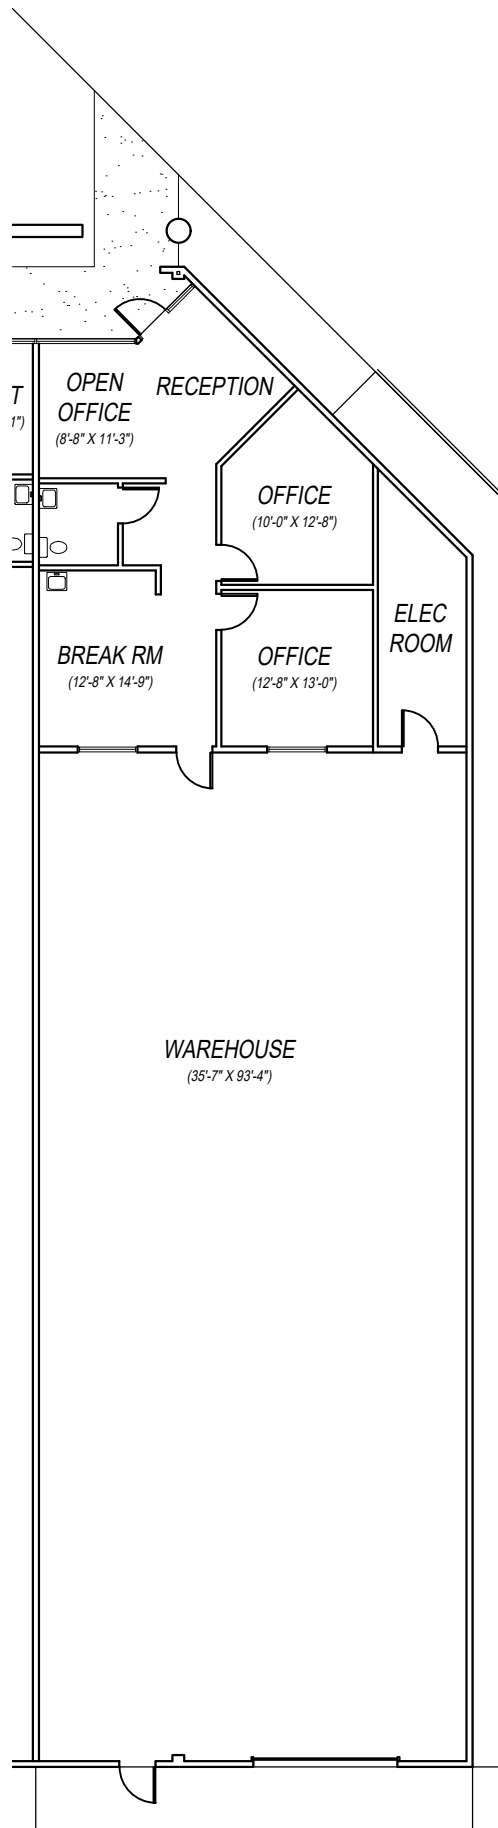 OPEN
OFFICE
(8'-8" X 11'-3")
RECEPTION
T
1")
OFFICE
(10'-0" X 12'-8")
ELEC
ROOM
BREAK RM
(12'-8" X 14'-9")
OFFICE
(12'-8" X 13'-0")
WAREHOUSE
(35'-7" X 93'-4")